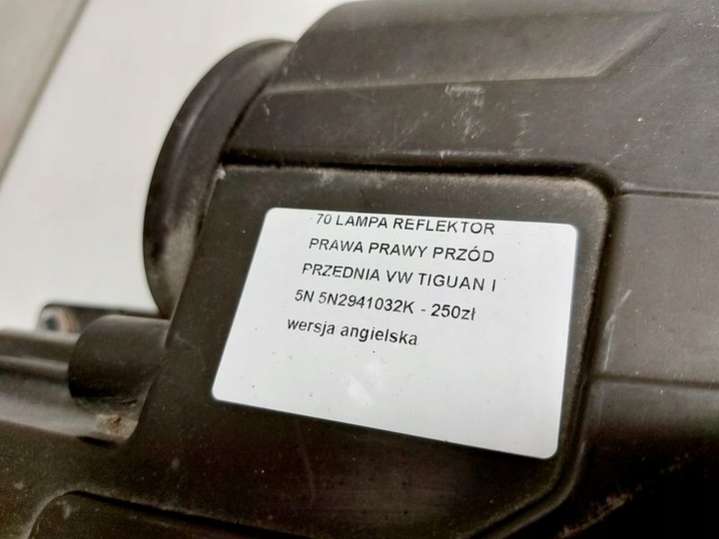 70 LAMPA REFLEKTOR
PRAWA PRAWY PRZÓD
PRZEDNIA VW TIGUAN I
5N 5N2941032K - 250zł
wersja angielska